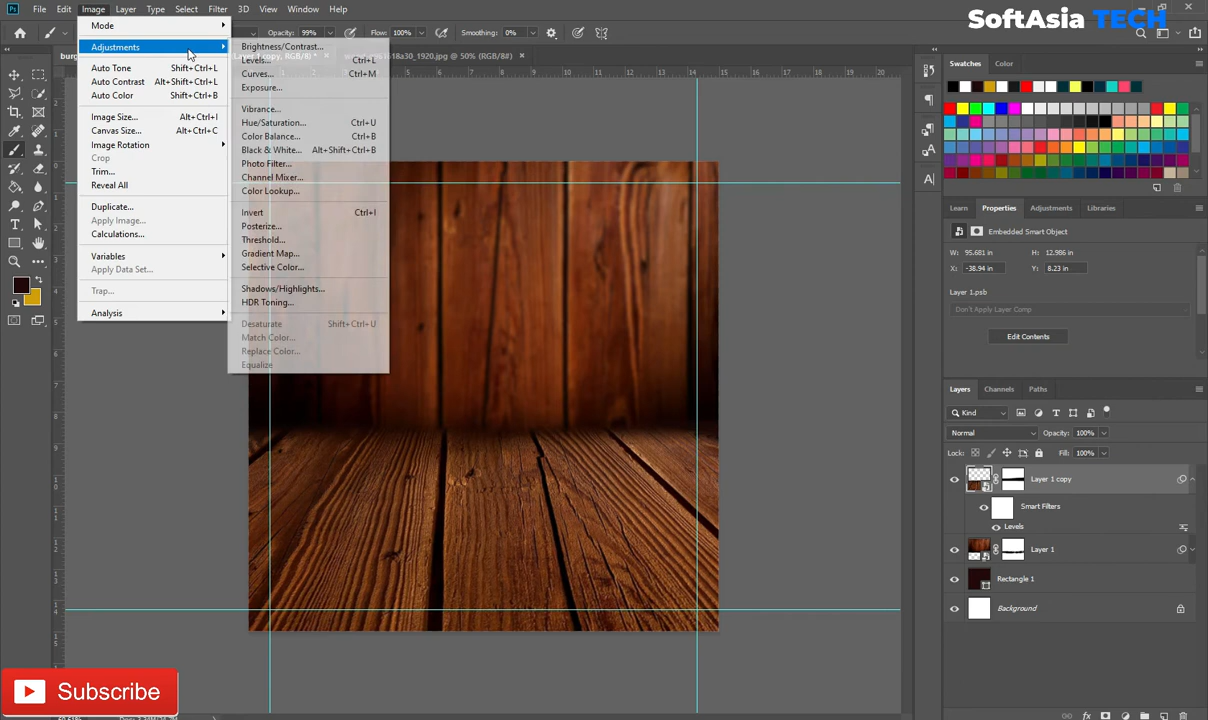 File Edit Image Layer Type Select Filter 3D View Window Help
SoftAsia TECH
Opacity: 99% Flow: 100% Smoothing: 0%
Mode
Adjustments
Auto Tone Shift+Ctrl+L
Auto Contrast Alt+Shift+Ctrl+L
Auto Color Shift+Ctrl+B
Image Size... Alt+Ctrl+I
Canvas Size... Alt+Ctrl+C
Image Rotation
Crop
Trim...
Reveal All
Duplicate...
Apply Image...
Calculations...
Variables
Apply Data Set...
Trap...
Analysis
Brightness/Contrast...
Levels... Ctrl+L
Curves... Ctrl+M
Exposure...
Vibrance...
Hue/Saturation... Ctrl+U
Color Balance... Ctrl+B
Black & White... Alt+Shift+Ctrl+B
Photo Filter...
Channel Mixer...
Color Lookup...
Invert Ctrl+I
Posterize...
Threshold...
Gradient Map...
Selective Color...
Shadows/Highlights...
HDR Toning...
Desaturate Shift+Ctrl+U
Match Color...
Replace Color...
Equalize
Swatches Color
Learn Properties Adjustments Libraries
Embedded Smart Object
W: 95.681 in H: 12.986 in
X: -38.94 in Y: 8.23 in
Layer 1.psb
Don't Apply Layer Comp
Edit Contents
Layers Channels Paths
Kind
Normal Opacity: 100%
Lock: Fill: 100%
Layer 1 copy
Smart Filters
Levels
Layer 1
Rectangle 1
Background
Subscribe